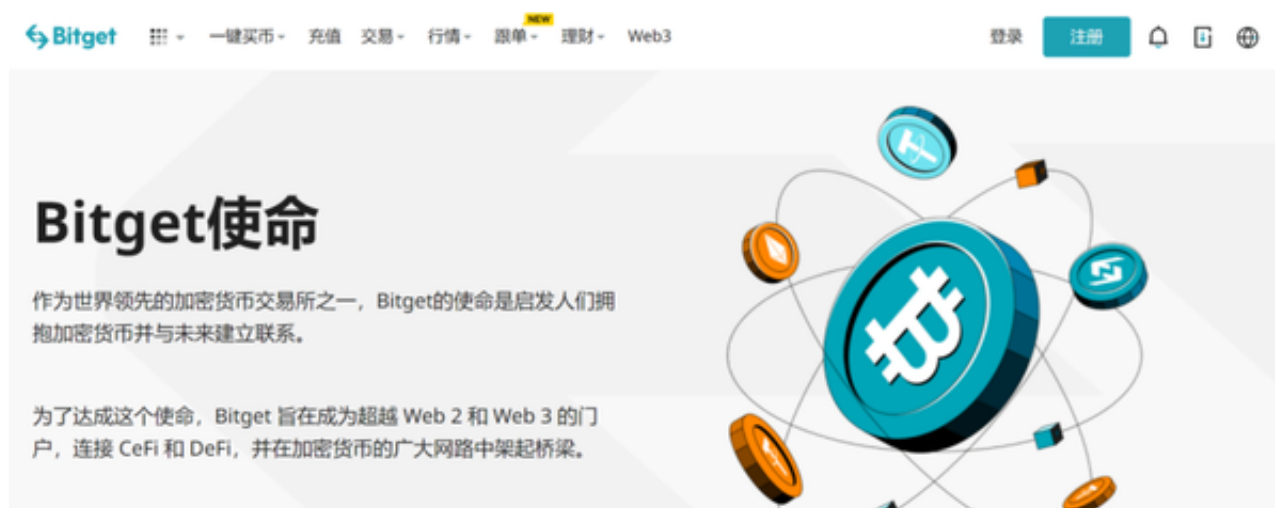 Bitget 一键买币 充值 交易 行情 跟单 NEW 理财 Web3 登录 注册
Bitget使命
作为世界领先的加密货币交易所之一，Bitget的使命是启发人们拥
抱加密货币并与未来建立联系。
为了达成这个使命，Bitget 旨在成为超越 Web 2 和 Web 3 的门
户，连接 CeFi 和 DeFi，并在加密货币的广大网路中架起桥梁。